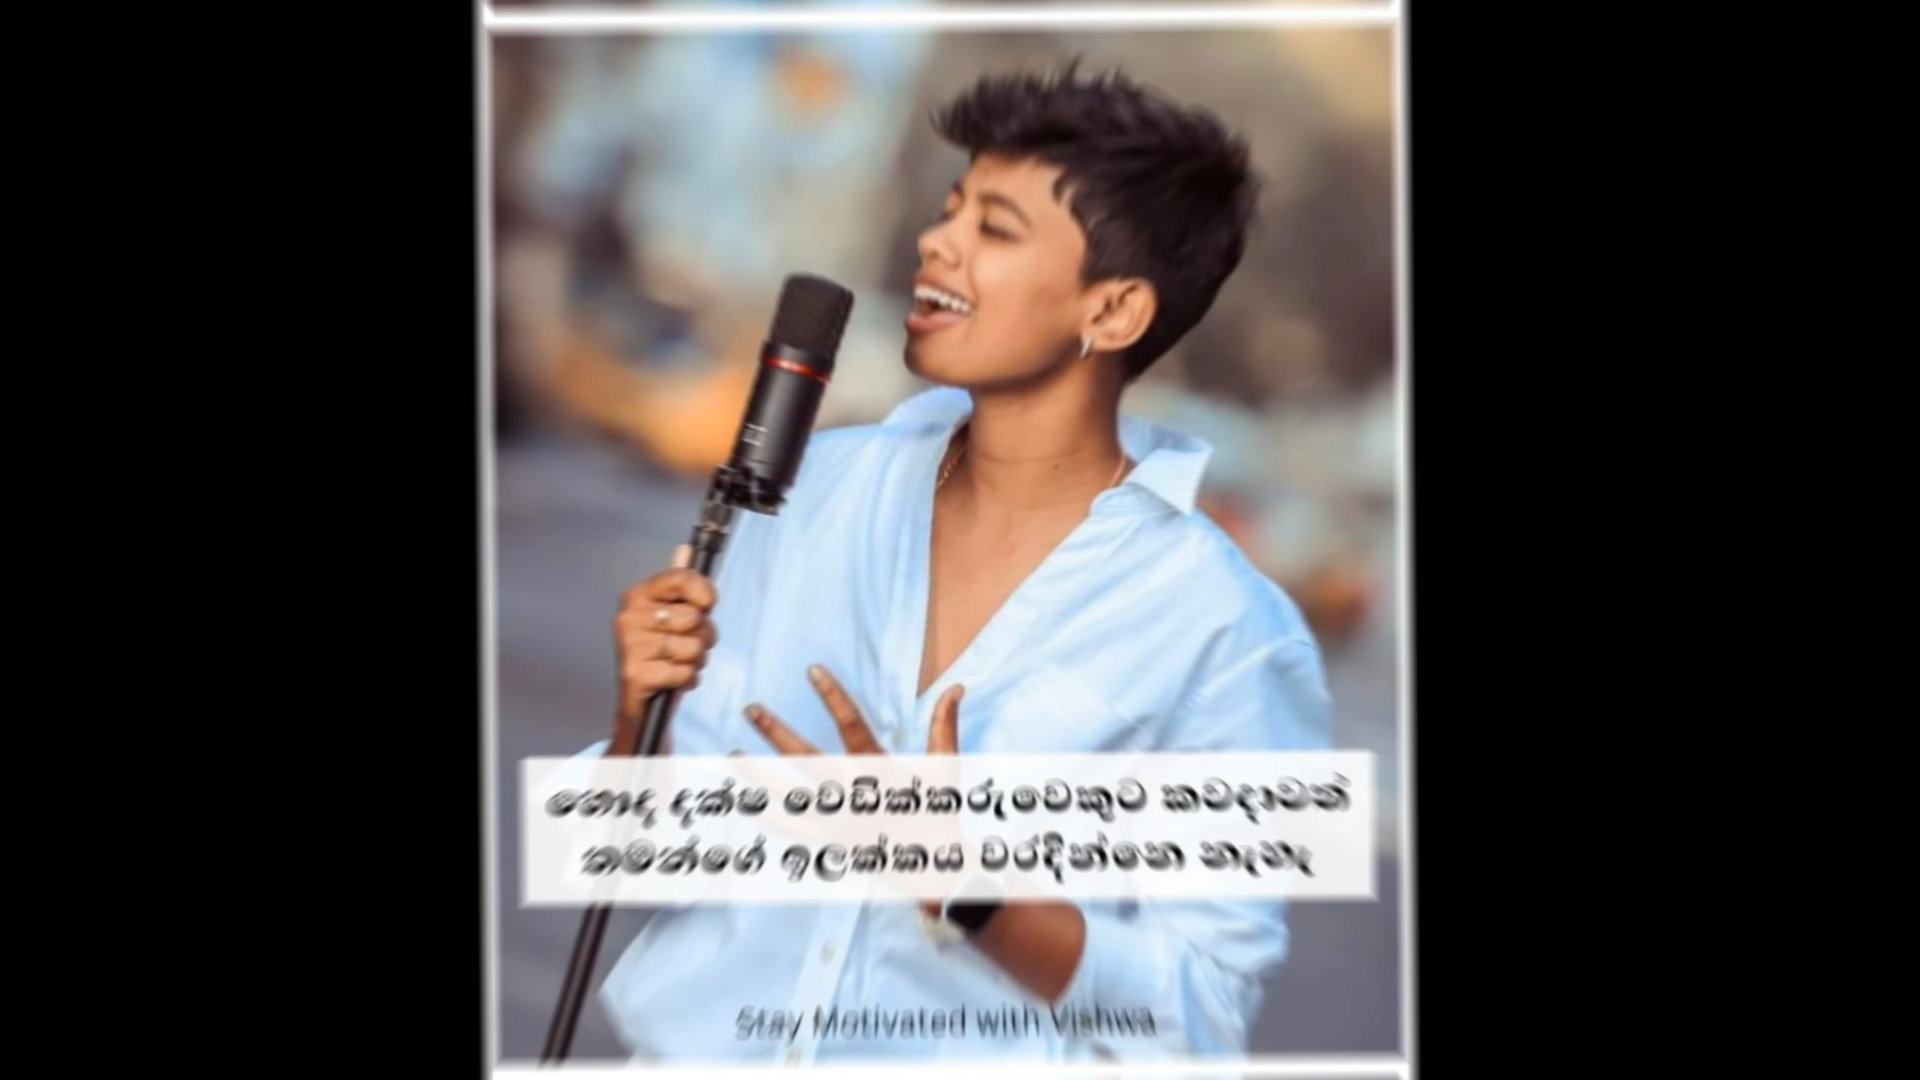 හොඳ දක්ෂ වෙඩික්කරුවෙකුට කවදාවත්
තමන්ගේ ඉලක්කය වරදින්නෙ නැහැ
Stay Motivated with Vishwa